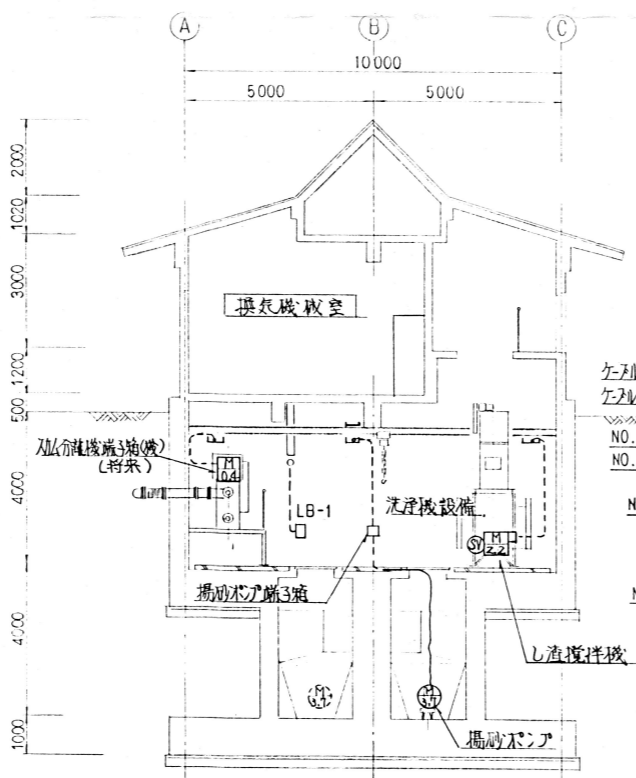 A
B
C
10000
5000
5000
2000
1020
3000
1200
500
4000
4000
1000
換気機械室
ケーブル
ケーブル
NO.
NO.
スカム分離機端子箱(機)
(将来)
M
0.4
LB-1
洗浄機設備
N
SV
M
2.2
揚砂ポンプ端子箱
N
し渣撹拌機
M
3.7
M
3.7
揚砂ポンプ